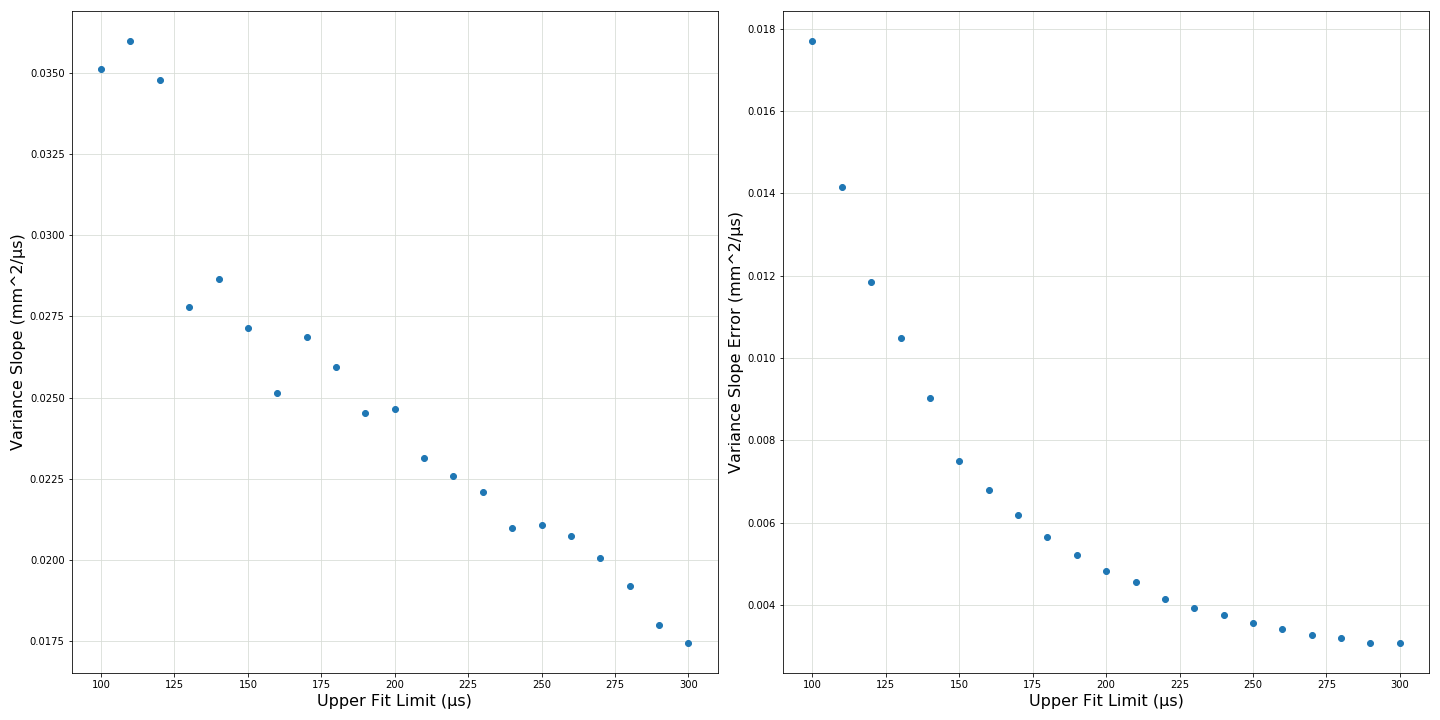 Variance Slope (mm^2/µs)
0.0350
0.0325
0.0300
0.0275
0.0250
0.0225
0.0200
0.0175
100 125 150 175 200 225 250 275 300
Upper Fit Limit (µs)
Variance Slope Error (mm^2/µs)
0.018
0.016
0.014
0.012
0.010
0.008
0.006
0.004
100 125 150 175 200 225 250 275 300
Upper Fit Limit (µs)